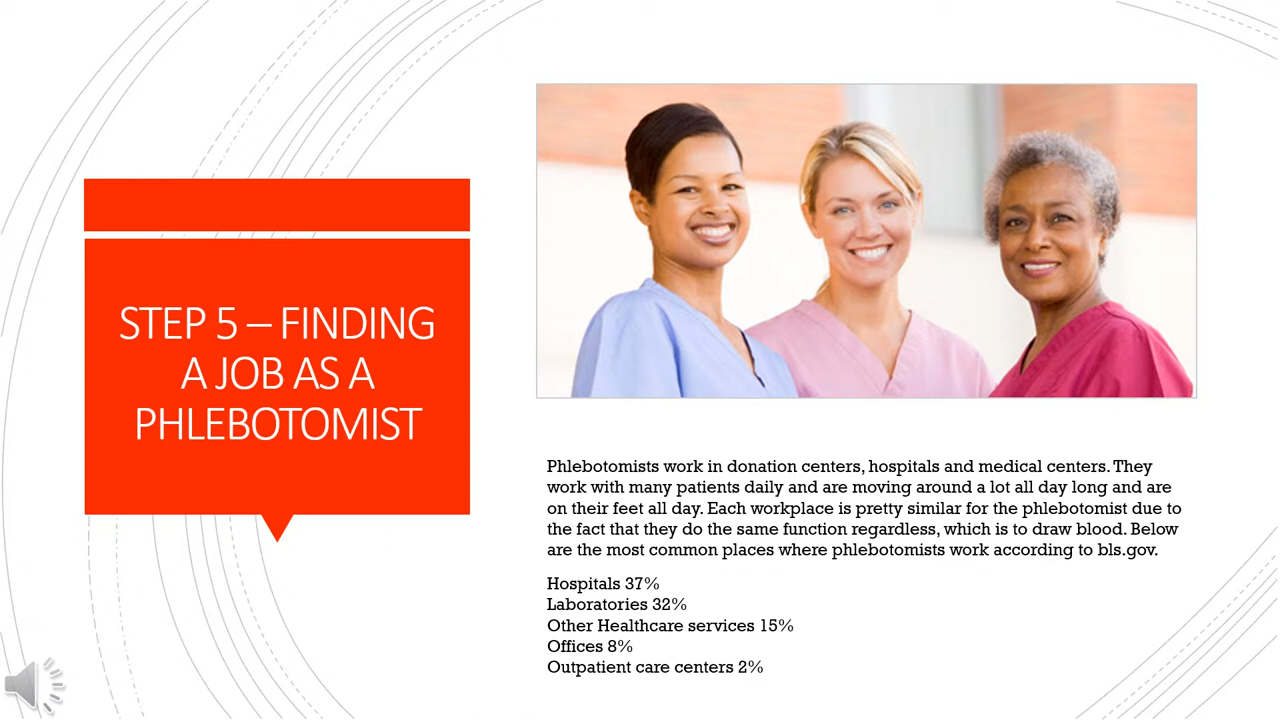 STEP 5 – FINDING
A JOB AS A
PHLEBOTOMIST
Phlebotomists work in donation centers, hospitals and medical centers. They
work with many patients daily and are moving around a lot all day long and are
on their feet all day. Each workplace is pretty similar for the phlebotomist due to
the fact that they do the same function regardless, which is to draw blood. Below
are the most common places where phlebotomists work according to bls.gov.
Hospitals 37%
Laboratories 32%
Other Healthcare services 15%
Offices 8%
Outpatient care centers 2%